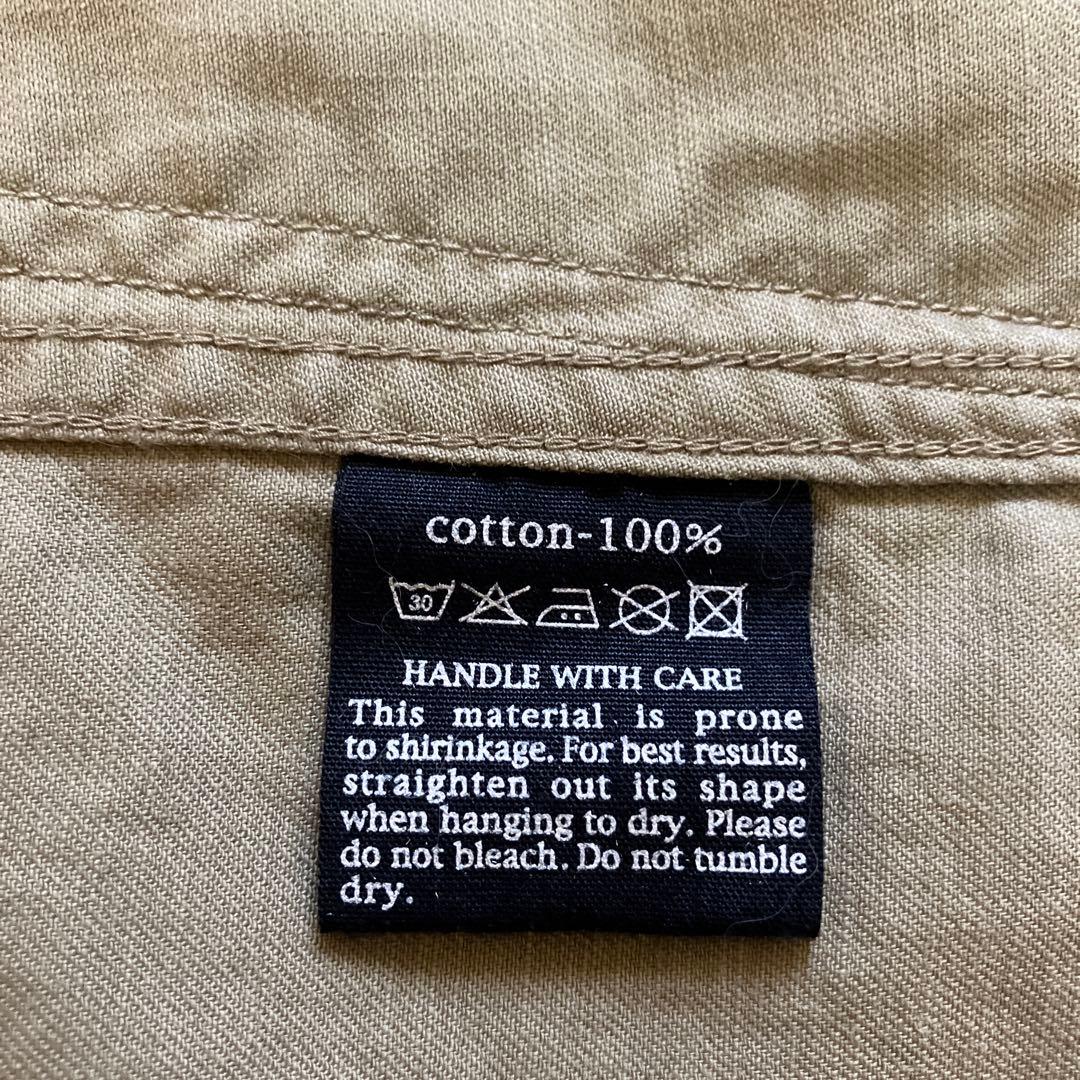 cotton-100%
30
HANDLE WITH CARE
This material is prone
to shirinkage. For best results,
straighten out its shape
when hanging to dry. Please
do not bleach. Do not tumble
dry.